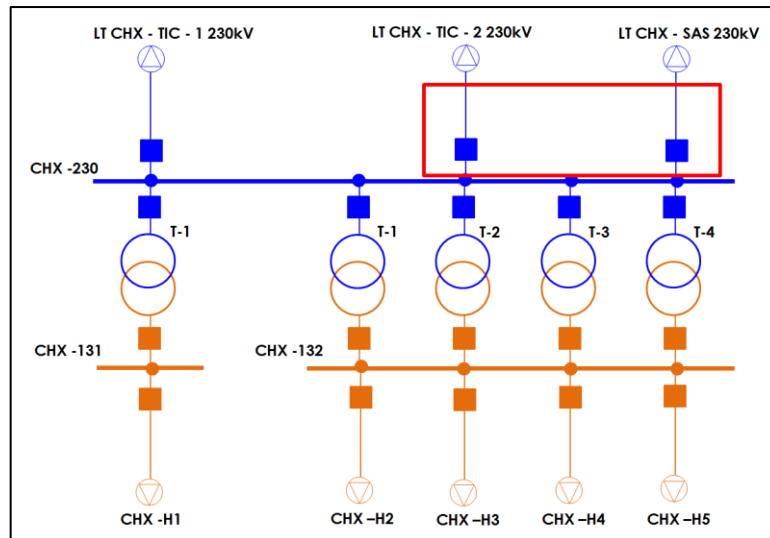 LT CHX - TIC - 1 230kV
LT CHX - TIC - 2 230kV
LT CHX - SAS 230kV
CHX -230
T-1
T-1
T-2
T-3
T-4
CHX -131
CHX -132
CHX -H1
CHX –H2
CHX –H3
CHX –H4
CHX –H5